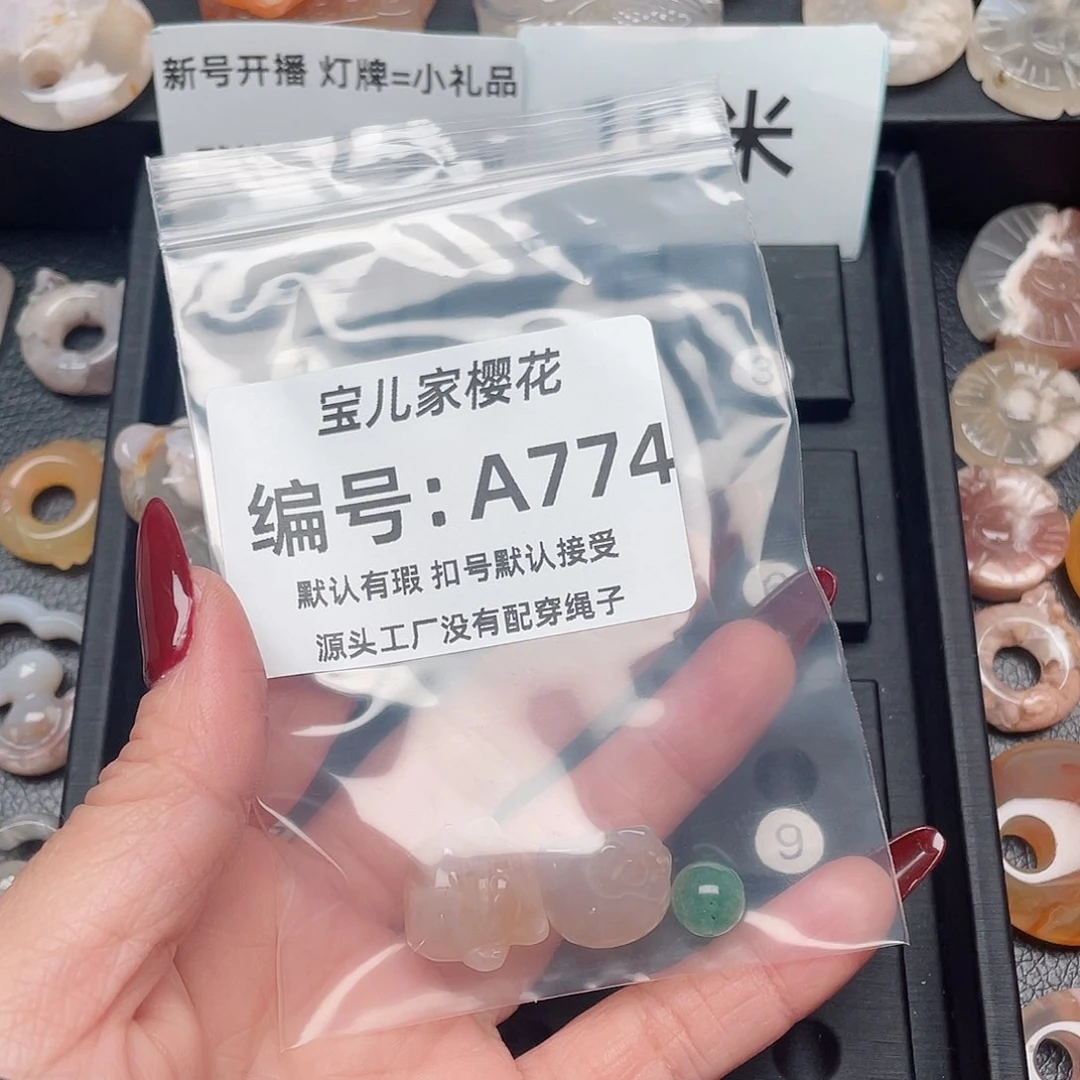 新号开播 灯牌=小礼品
米
宝儿家樱花
编号:A774
默认有瑕 扣号默认接受
源头工厂没有配穿绳子
3
9